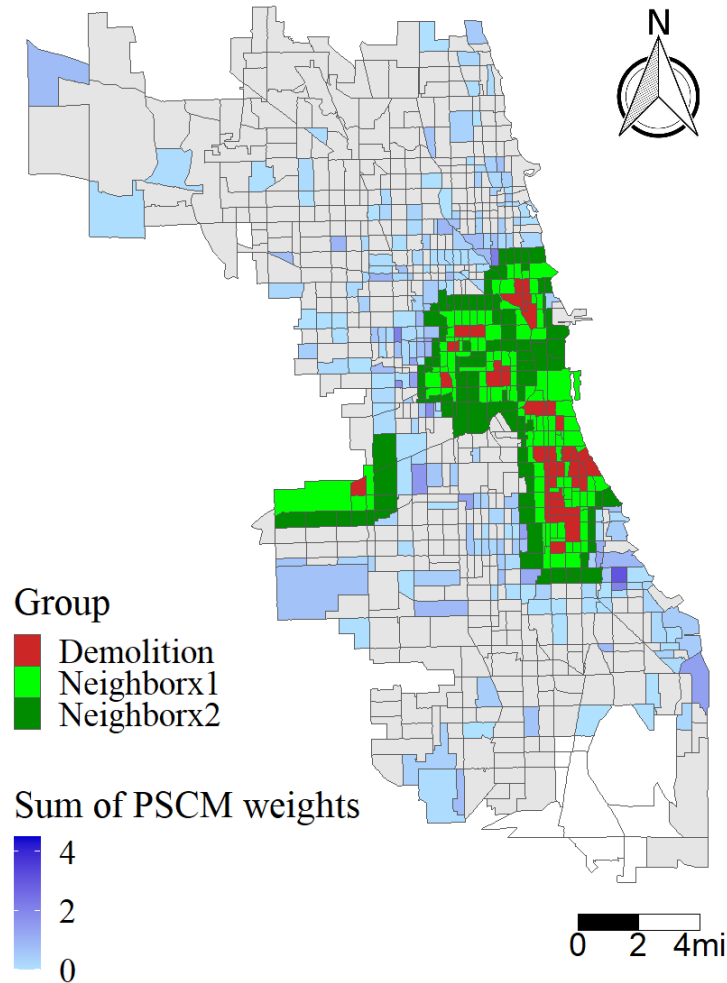 N
Group
Demolition
Neighborx1
Neighborx2
Sum of PSCM weights
4
2
0
0 2 4mi